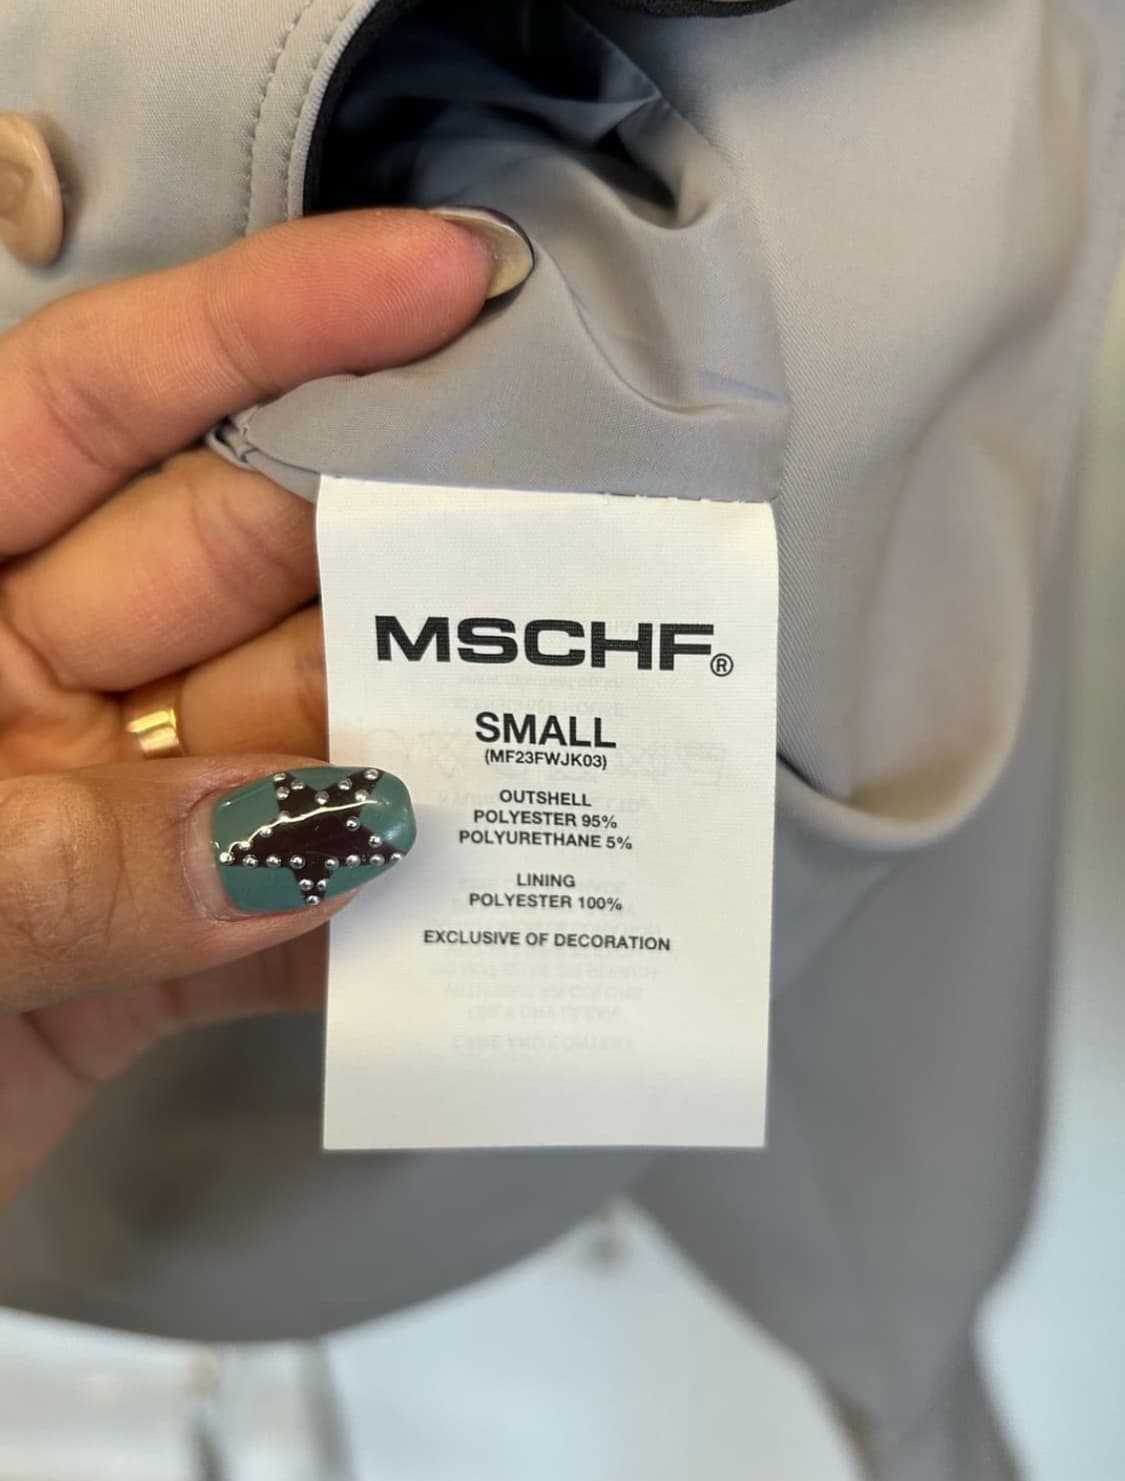 MSCHF®
SMALL
(MF23FWJK03)
OUTSHELL
POLYESTER 95%
POLYURETHANE 5%
LINING
POLYESTER 100%
EXCLUSIVE OF DECORATION